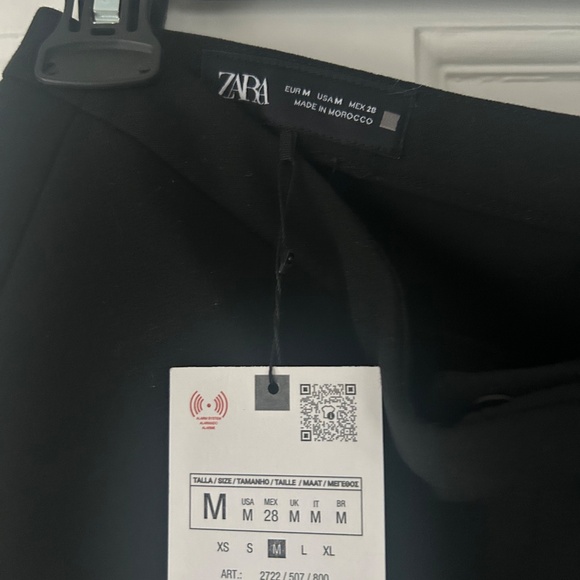 ZARA
EUR M USA M MEX 28
MADE IN MOROCCO
TALLA / SIZE / TAMANHO / TAILLE / MAAT / ΜΕΓΕΘΟΣ
M
USA MEX UK IT BR
M 28 M M M
XS S M L XL
ART.: 2722 / 507 / 800